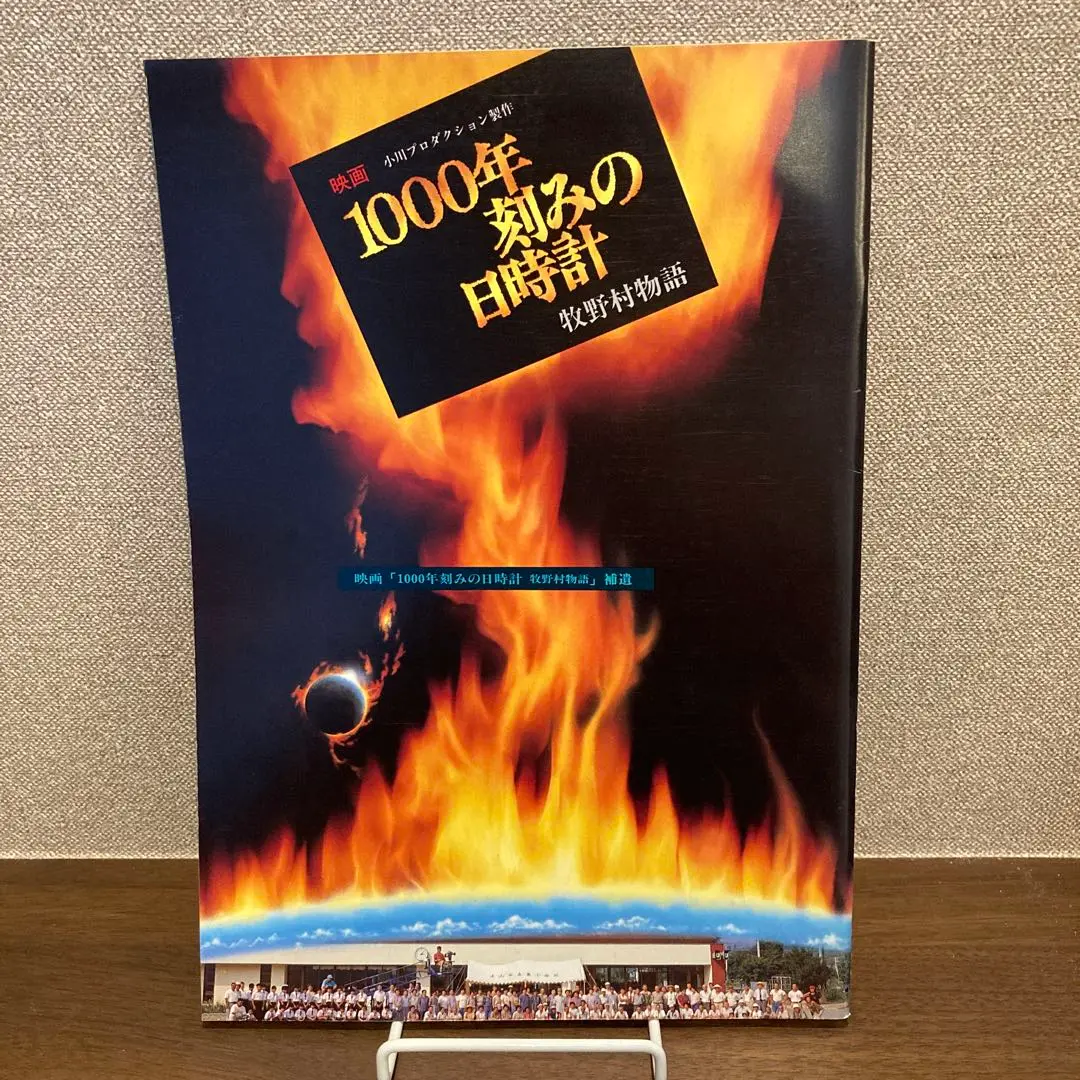 小川プロダクション製作
映画
1000年
刻みの
日時計
牧野村物語
映画「1000年刻みの日時計 牧野村物語」補遺